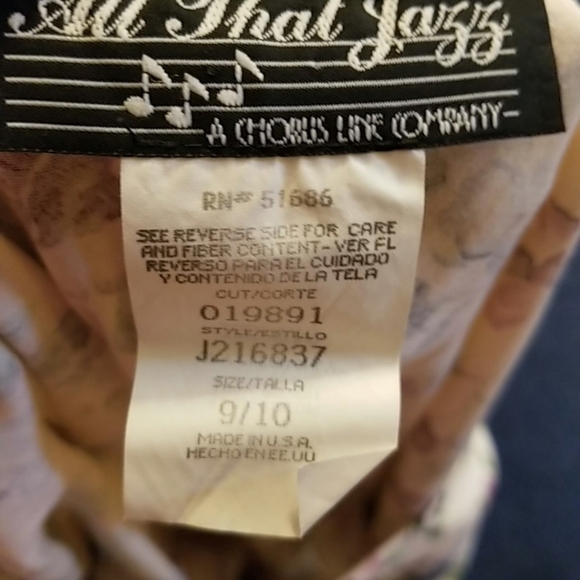 All That Jazz
A CHORUS LINE COMPANY
RN# 51686
SEE REVERSE SIDE FOR CARE
AND FIBER CONTENT-VER EL
REVERSO PARA EL CUIDADO
Y CONTENIDO DE LA TELA
CUT/CORTE
019891
STYLE/ESTILLO
J216837
SIZE/TALLA
9/10
MADE IN U.S.A.
HECHO EN EE.UU